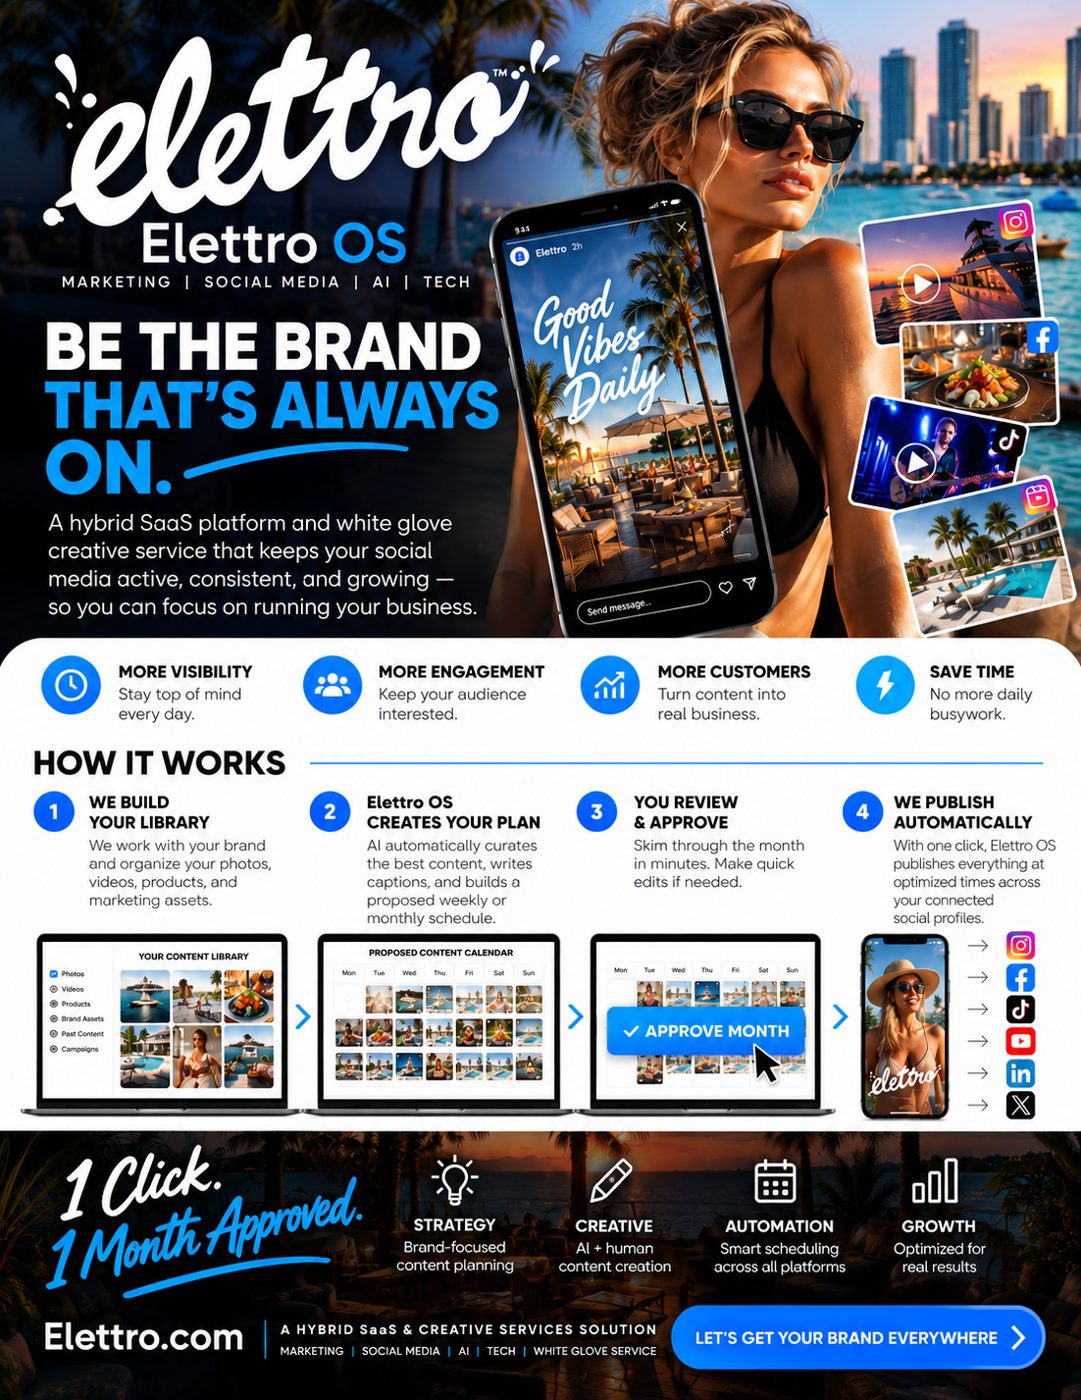 elettro™
Elettro OS
MARKETING | SOCIAL MEDIA | AI | TECH
BE THE BRAND
THAT'S ALWAYS
ON.
A hybrid SaaS platform and white glove
creative service that keeps your social
media active, consistent, and growing —
so you can focus on running your business.
9:41
Elettro 2h
Good
Vibes
Daily
Send message...
MORE VISIBILITY
Stay top of mind
every day.
MORE ENGAGEMENT
Keep your audience
interested.
MORE CUSTOMERS
Turn content into
real business.
SAVE TIME
No more daily
busywork.
HOW IT WORKS
1
WE BUILD
YOUR LIBRARY
We work with your brand
and organize your photos,
videos, products, and
marketing assets.
2
Elettro OS
CREATES YOUR PLAN
AI automatically curates
the best content, writes
captions, and builds a
proposed weekly or
monthly schedule.
3
YOU REVIEW
& APPROVE
Skim through the month
in minutes. Make quick
edits if needed.
4
WE PUBLISH
AUTOMATICALLY
With one click, Elettro OS
publishes everything at
optimized times across
your connected
social profiles.
YOUR CONTENT LIBRARY
Photos
Videos
Products
Brand Assets
Past Content
Campaigns
PROPOSED CONTENT CALENDAR
Mon Tue Wed Thu Fri Sat Sun
Mon Tue Wed Thu Fri Sat Sun
APPROVE MONTH
elettro
in
1 Click.
1 Month Approved.
STRATEGY
Brand-focused
content planning
CREATIVE
AI + human
content creation
AUTOMATION
Smart scheduling
across all platforms
GROWTH
Optimized for
real results
Elettro.com
A HYBRID SaaS & CREATIVE SERVICES SOLUTION
MARKETING | SOCIAL MEDIA | AI | TECH | WHITE GLOVE SERVICE
LET'S GET YOUR BRAND EVERYWHERE